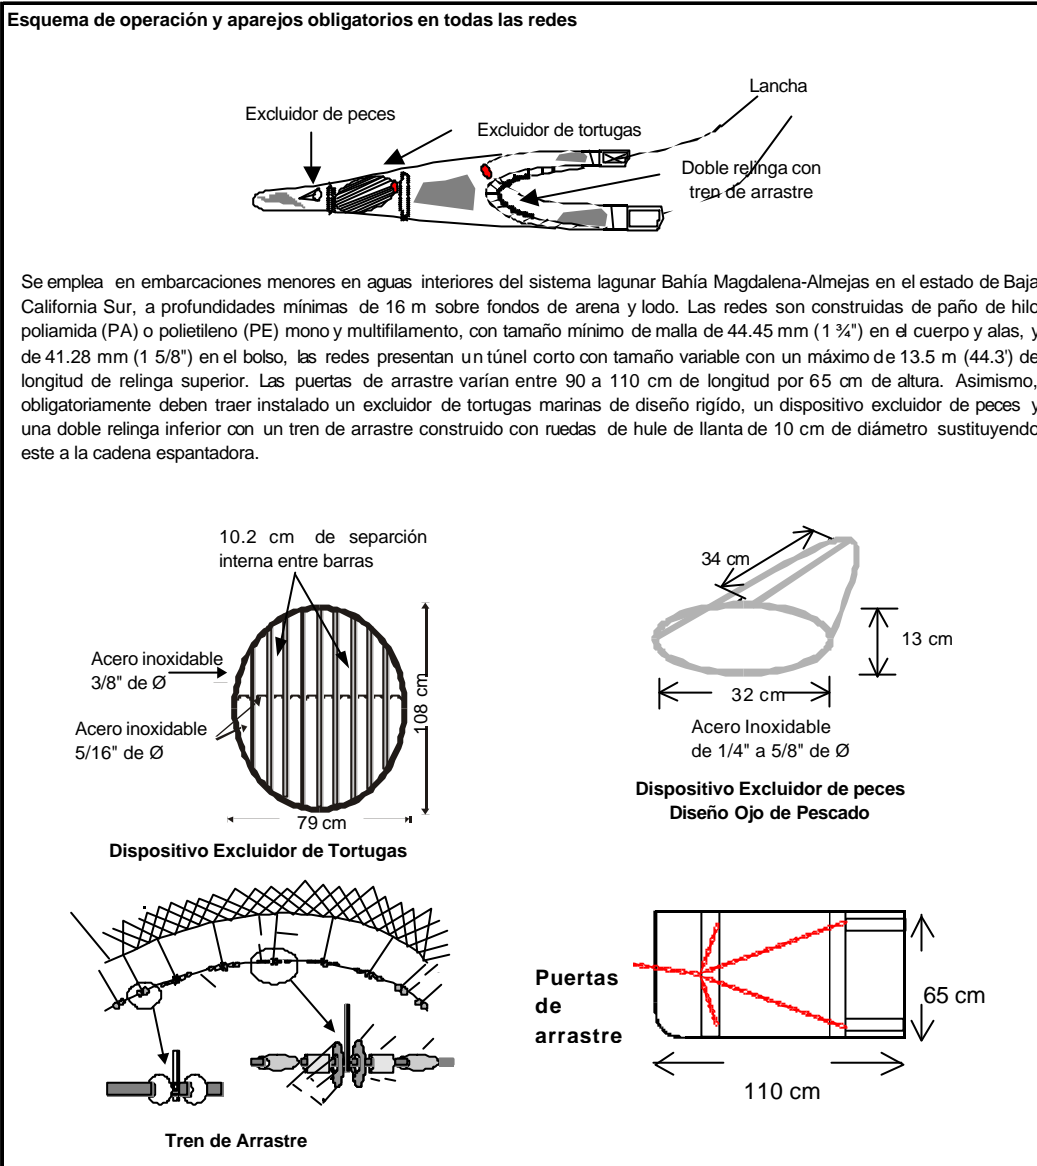 Esquema de operación y aparejos obligatorios en todas las redes
Lancha
Excluidor de peces
Excluidor de tortugas
Doble relinga con
tren de arrastre
Se emplea en embarcaciones menores en aguas interiores del sistema lagunar Bahía Magdalena-Almejas en el estado de Baja
California Sur, a profundidades mínimas de 16 m sobre fondos de arena y lodo. Las redes son construidas de paño de hilo
poliamida (PA) o polietileno (PE) mono y multifilamento, con tamaño mínimo de malla de 44.45 mm (1 ¾") en el cuerpo y alas, y
de 41.28 mm (1 5/8") en el bolso, las redes presentan un túnel corto con tamaño variable con un máximo de 13.5 m (44.3') de
longitud de relinga superior. Las puertas de arrastre varían entre 90 a 110 cm de longitud por 65 cm de altura. Asimismo,
obligatoriamente deben traer instalado un excluidor de tortugas marinas de diseño rigído, un dispositivo excluidor de peces y
una doble relinga inferior con un tren de arrastre construido con ruedas de hule de llanta de 10 cm de diámetro sustituyendo
este a la cadena espantadora.
10.2 cm de separción
interna entre barras
Acero inoxidable
3/8" de Ø
Acero inoxidable
5/16" de Ø
108 cm
79 cm
Dispositivo Excluidor de Tortugas
34 cm
13 cm
32 cm
Acero Inoxidable
de 1/4" a 5/8" de Ø
Dispositivo Excluidor de peces
Diseño Ojo de Pescado
Tren de Arrastre
Puertas
de
arrastre
65 cm
110 cm